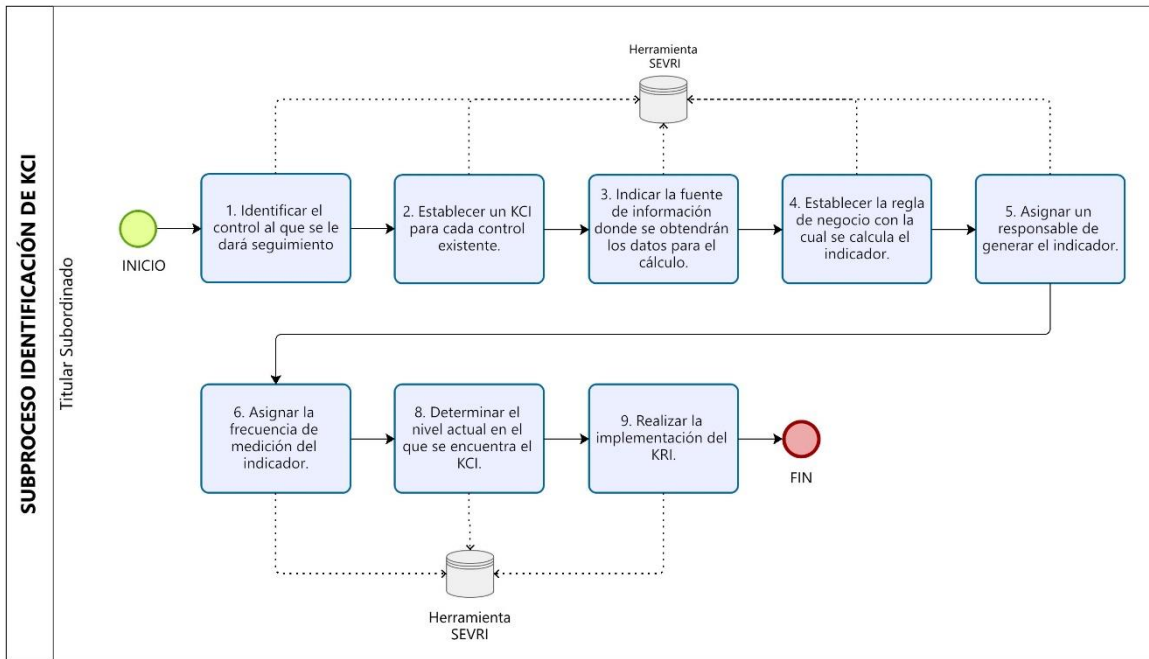 SUBPROCESO IDENTIFICACIÓN DE KCI
Titular Subordinado
Herramienta
SEVRI
INICIO
1. Identificar el
control al que se le
dará seguimiento
2. Establecer un KCI
para cada control
existente.
3. Indicar la fuente
de información
donde se obtendrán
los datos para el
cálculo.
4. Establecer la regla
de negocio con la
cual se calcula el
indicador.
5. Asignar un
responsable de
generar el indicador.
6. Asignar la
frecuencia de
medición del
indicador.
8. Determinar el
nivel actual en el
que se encuentra el
KCI.
9. Realizar la
implementación del
KRI.
FIN
Herramienta
SEVRI